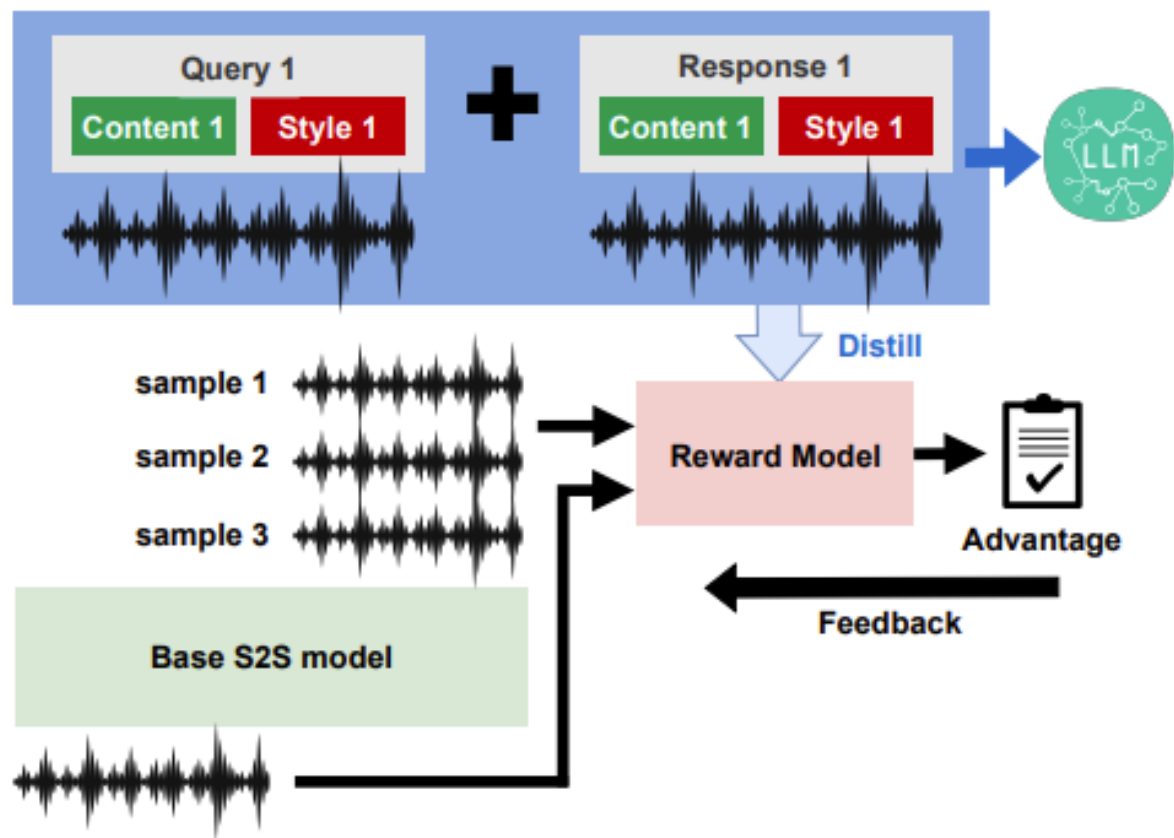 Query 1
Content 1
Style 1
Response 1
Content 1
Style 1
LLM
Distill
sample 1
sample 2
sample 3
Reward Model
Advantage
Feedback
Base S2S model